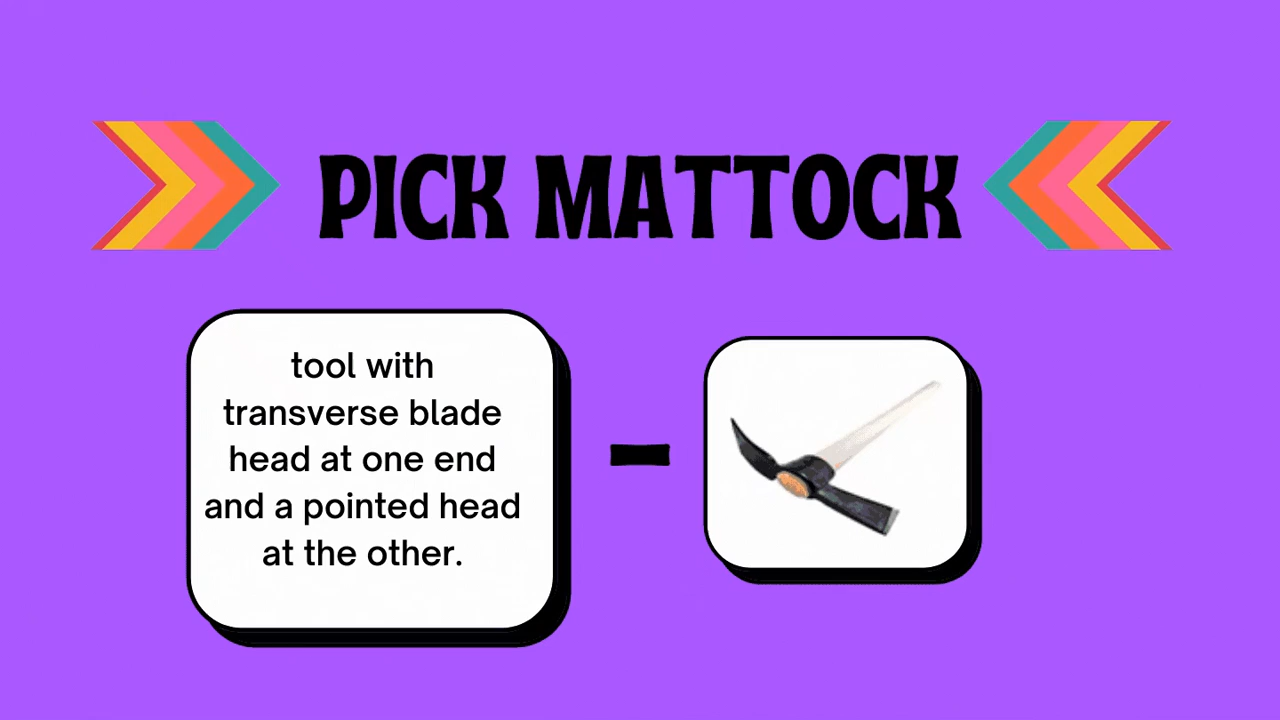 PICK MATTOCK
tool with
transverse blade
head at one end
and a pointed head
at the other.
-